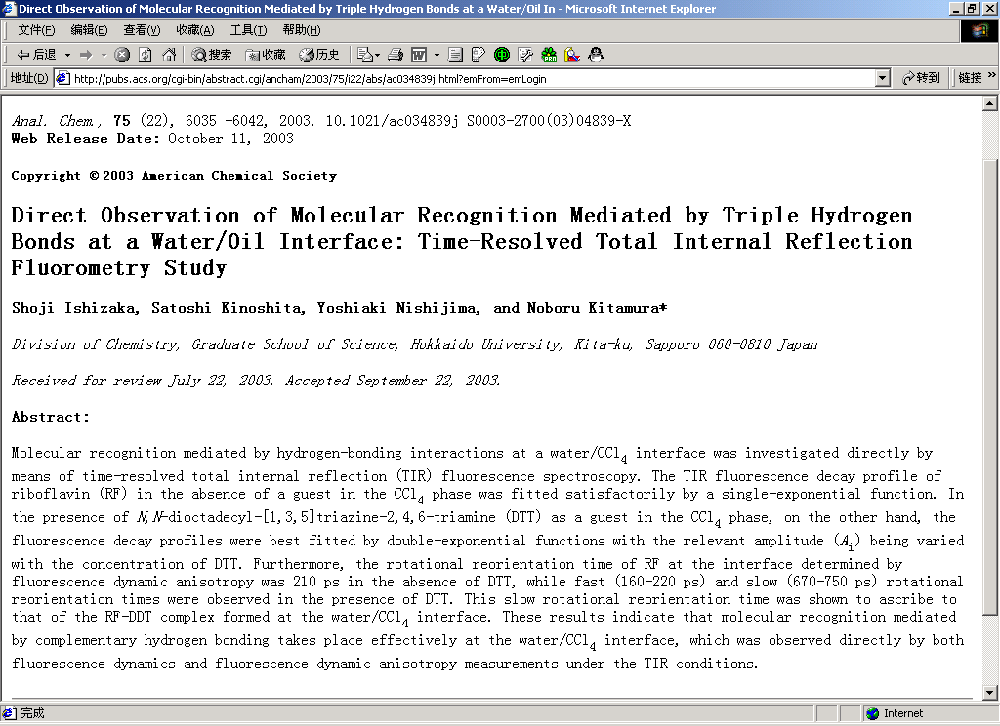 Direct Observation of Molecular Recognition Mediated by Triple Hydrogen Bonds at a Water/Oil In - Microsoft Internet Explorer
文件(F) 编辑(E) 查看(V) 收藏(A) 工具(T) 帮助(H)
后退 搜索 收藏 历史
地址(D) http://pubs.acs.org/cgi-bin/abstract.cgi/ancham/2003/75/i22/abs/ac034839j.html?emFrom=emLogin 转到 链接 »
Anal. Chem., 75 (22), 6035 -6042, 2003. 10.1021/ac034839j S0003-2700(03)04839-X
Web Release Date: October 11, 2003
Copyright © 2003 American Chemical Society
Direct Observation of Molecular Recognition Mediated by Triple Hydrogen
Bonds at a Water/Oil Interface: Time-Resolved Total Internal Reflection
Fluorometry Study
Shoji Ishizaka, Satoshi Kinoshita, Yoshiaki Nishijima, and Noboru Kitamura*
Division of Chemistry, Graduate School of Science, Hokkaido University, Kita-ku, Sapporo 060-0810 Japan
Received for review July 22, 2003. Accepted September 22, 2003.
Abstract:
Molecular recognition mediated by hydrogen-bonding interactions at a water/CCl4 interface was investigated directly by
means of time-resolved total internal reflection (TIR) fluorescence spectroscopy. The TIR fluorescence decay profile of
riboflavin (RF) in the absence of a guest in the CCl4 phase was fitted satisfactorily by a single-exponential function. In
the presence of N,N-dioctadecyl-[1,3,5]triazine-2,4,6-triamine (DTT) as a guest in the CCl4 phase, on the other hand, the
fluorescence decay profiles were best fitted by double-exponential functions with the relevant amplitude (Ai) being varied
with the concentration of DTT. Furthermore, the rotational reorientation time of RF at the interface determined by
fluorescence dynamic anisotropy was 210 ps in the absence of DTT, while fast (160-220 ps) and slow (670-750 ps) rotational
reorientation times were observed in the presence of DTT. This slow rotational reorientation time was shown to ascribe to
that of the RF-DDT complex formed at the water/CCl4 interface. These results indicate that molecular recognition mediated
by complementary hydrogen bonding takes place effectively at the water/CCl4 interface, which was observed directly by both
fluorescence dynamics and fluorescence dynamic anisotropy measurements under the TIR conditions.
完成 Internet